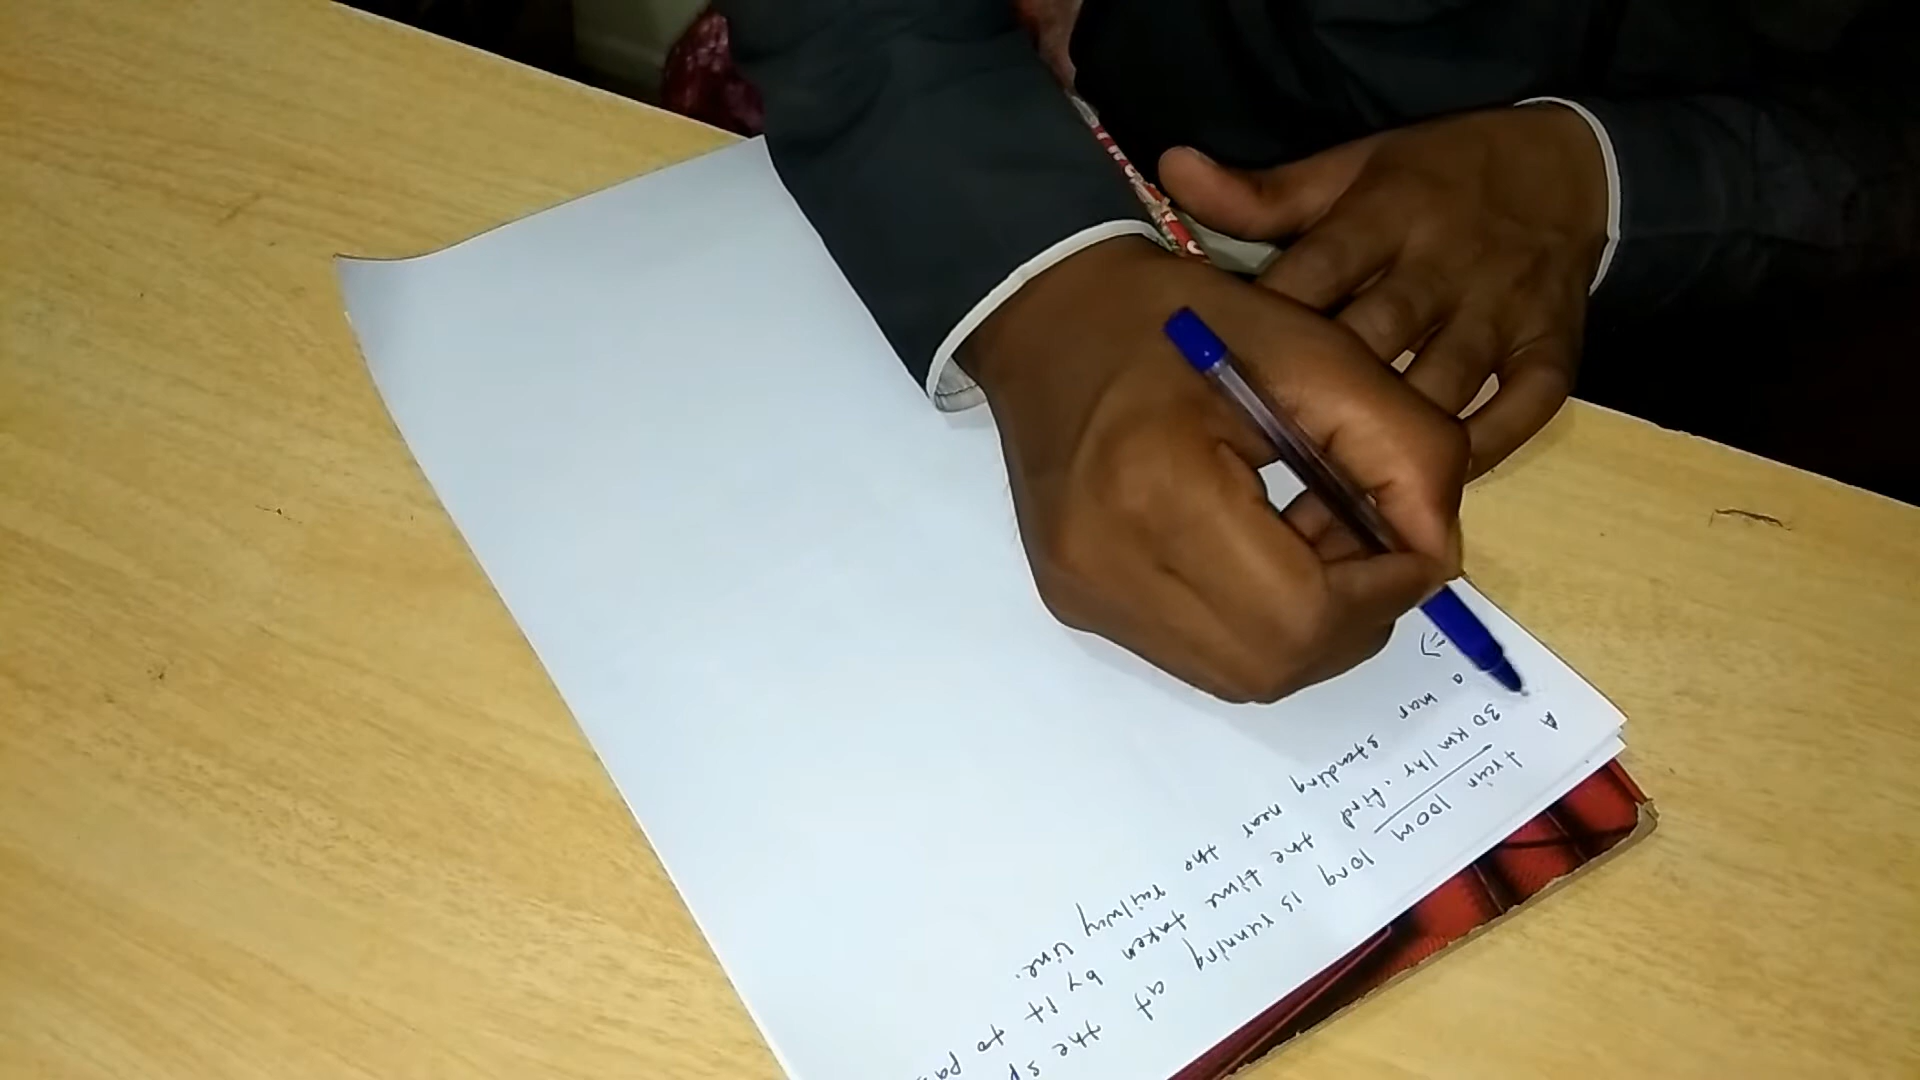 A train 100m long is running at the sp
30 km/hr. find the time taken by it to pas
a man standing near the railway line.
=)